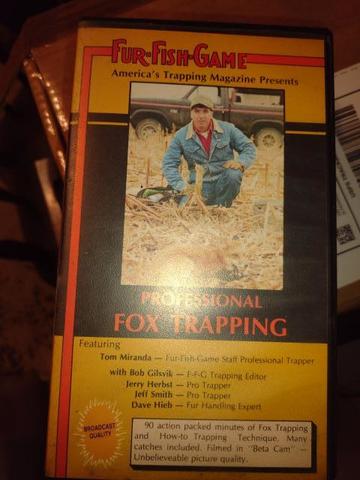 FUR-FISH-GAME
America's Trapping Magazine Presents
PROFESSIONAL
FOX TRAPPING
Featuring
Tom Miranda — Fur-Fish-Game Staff Professional Trapper
with Bob Gilsvik — F-F-G Trapping Editor
Jerry Herbst — Pro Trapper
Jeff Smith — Pro Trapper
Dave Hieb — Fur Handling Expert
BROADCAST
QUALITY
90 action packed minutes of Fox Trapping
and How-to Trapping Technique. Many
catches included. Filmed in "Beta Cam" —
Unbelieveable picture quality.